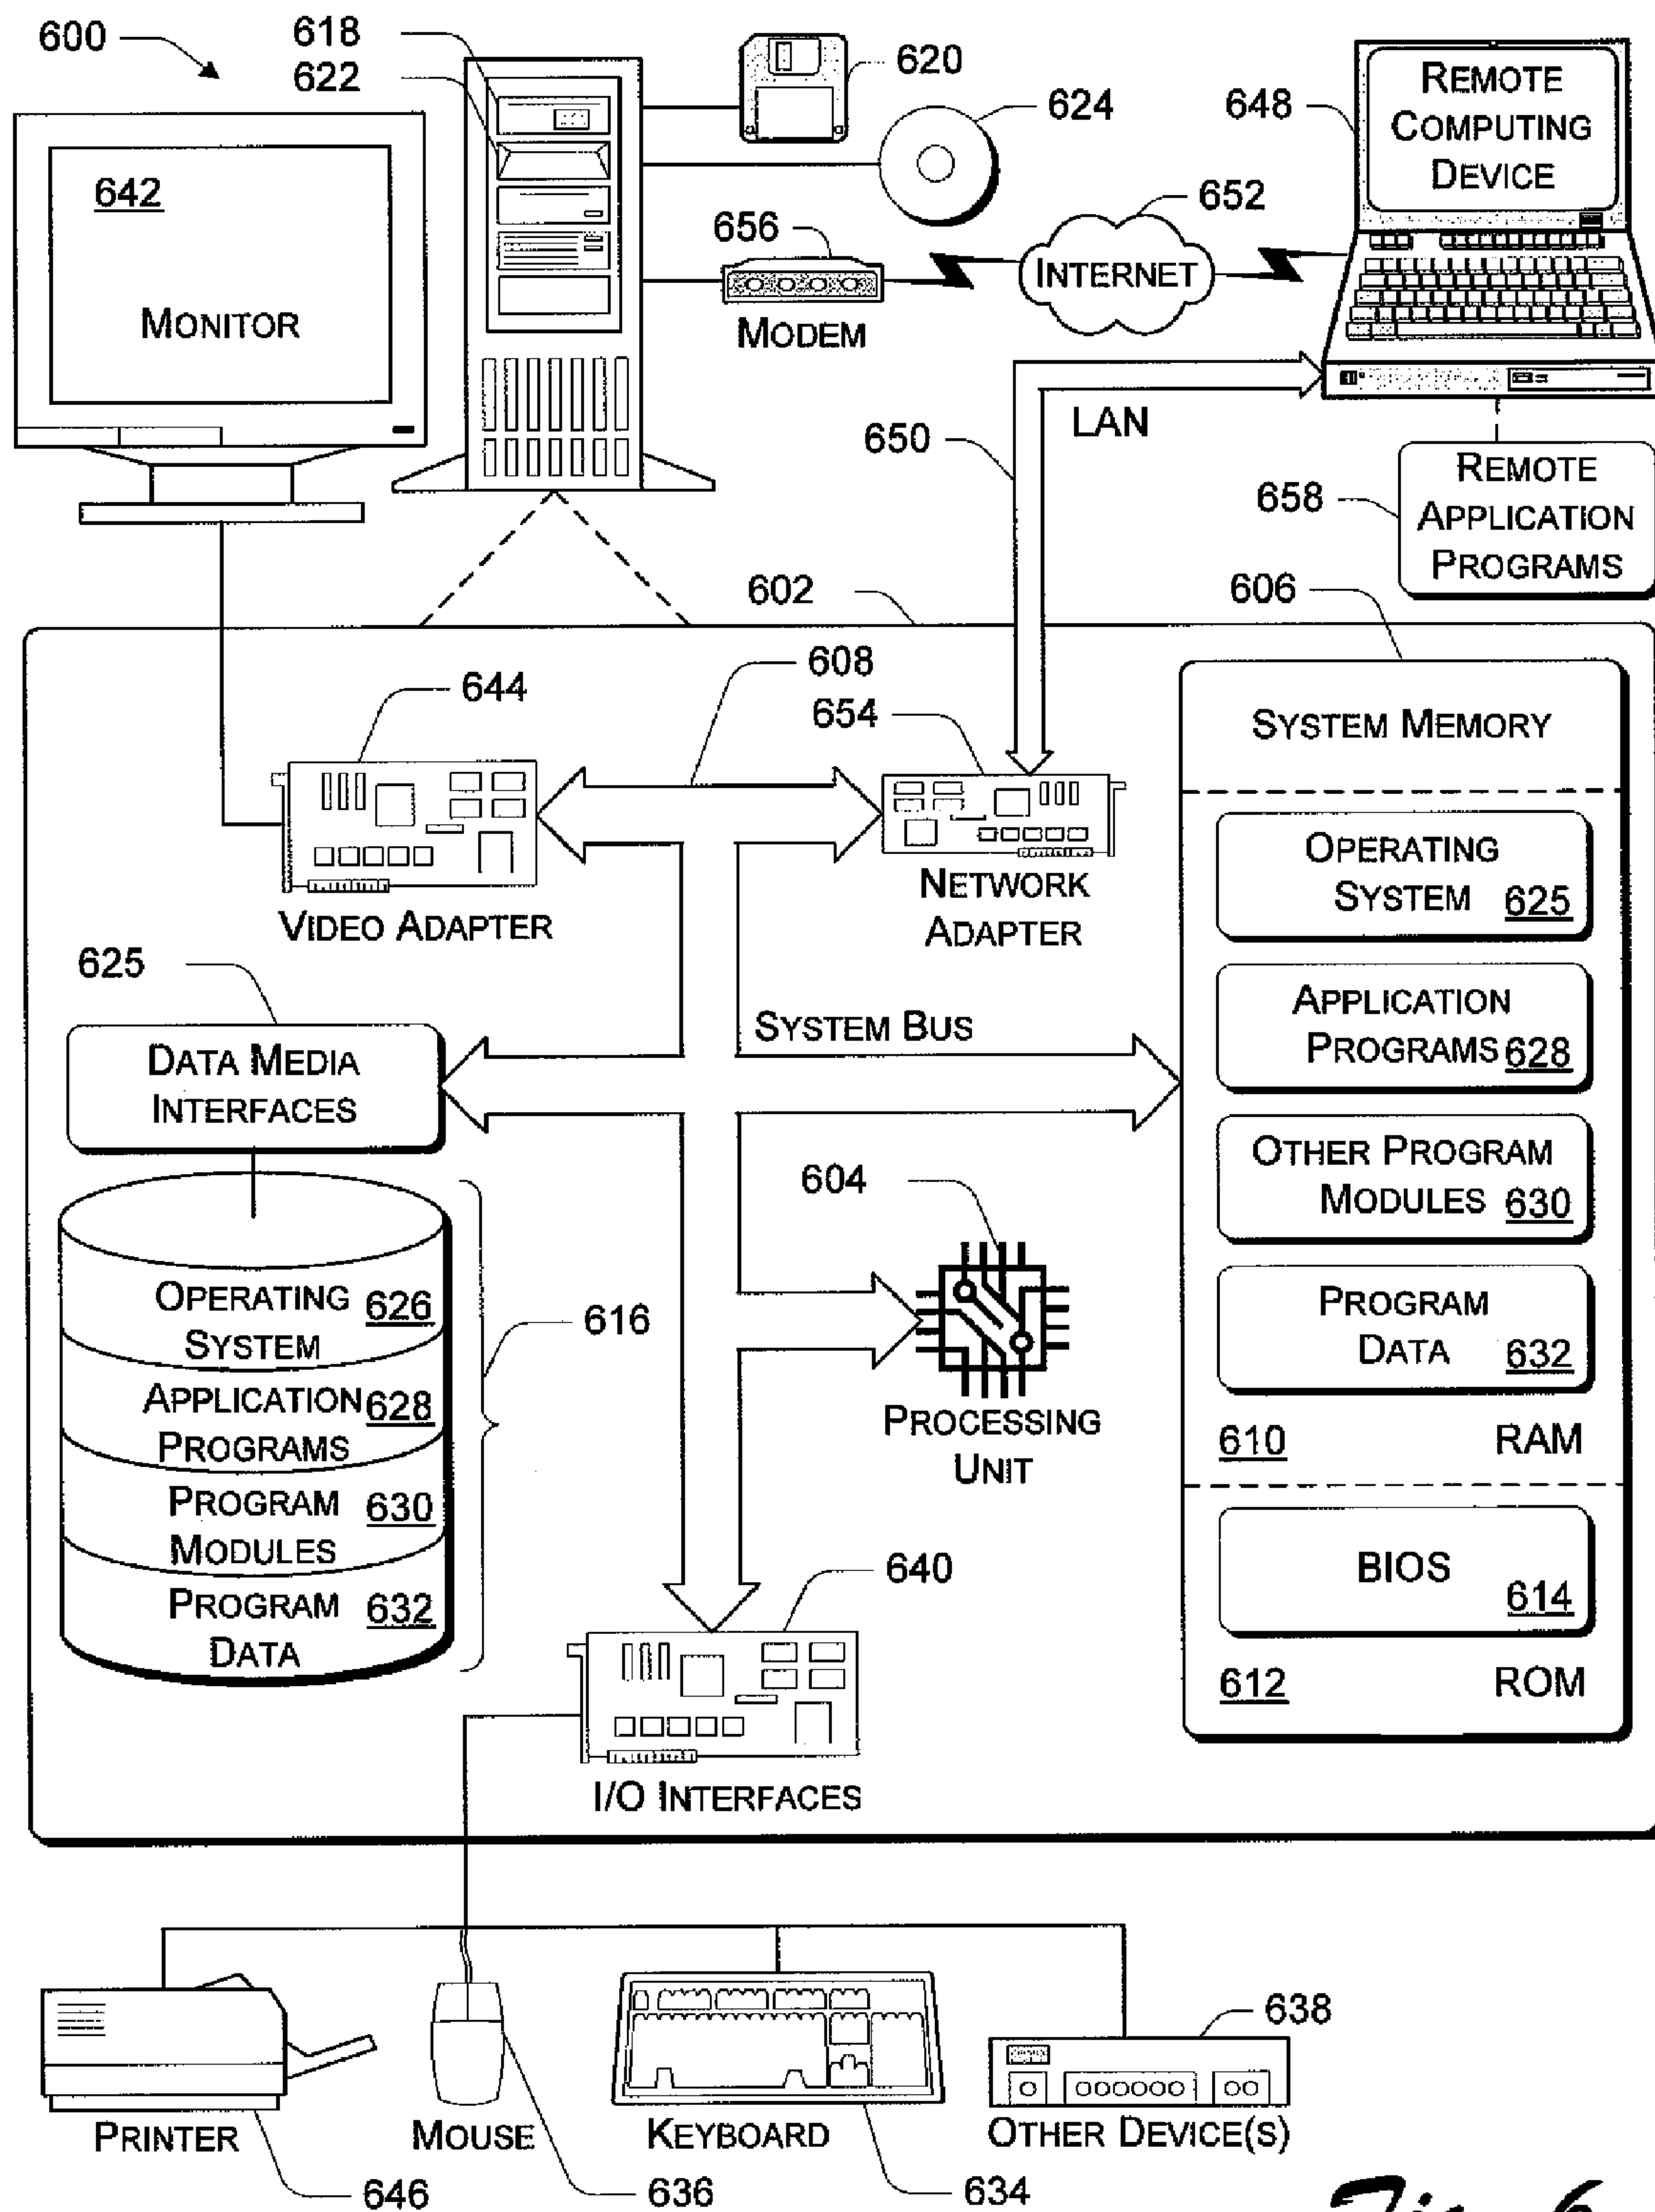 600
618
622
620
624
648
REMOTE
COMPUTING
DEVICE
642
MONITOR
656
MODEM
652
INTERNET
650
LAN
658
REMOTE
APPLICATION
PROGRAMS
602
606
608
644
654
VIDEO ADAPTER
NETWORK
ADAPTER
SYSTEM MEMORY
OPERATING
SYSTEM 625
APPLICATION
PROGRAMS 628
OTHER PROGRAM
MODULES 630
PROGRAM
DATA 632
610 RAM
BIOS
614
612 ROM
625
DATA MEDIA
INTERFACES
SYSTEM BUS
604
PROCESSING
UNIT
OPERATING 626
SYSTEM
APPLICATION 628
PROGRAMS
PROGRAM 630
MODULES
PROGRAM 632
DATA
616
640
I/O INTERFACES
PRINTER
646
MOUSE
636
KEYBOARD
634
638
OTHER DEVICE(S)
Fig. 6